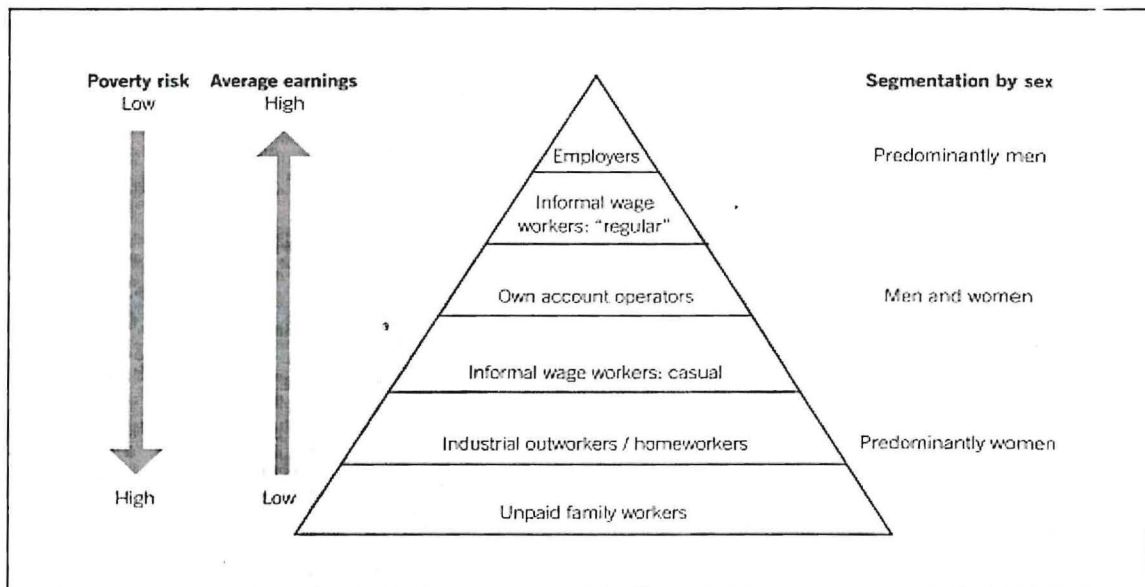 Poverty risk Average earnings Segmentation by sex
Low High
Employers Predominantly men
Informal wage
workers: "regular"
Own account operators Men and women
Informal wage workers: casual
Industrial outworkers / homeworkers Predominantly women
High Low
Unpaid family workers